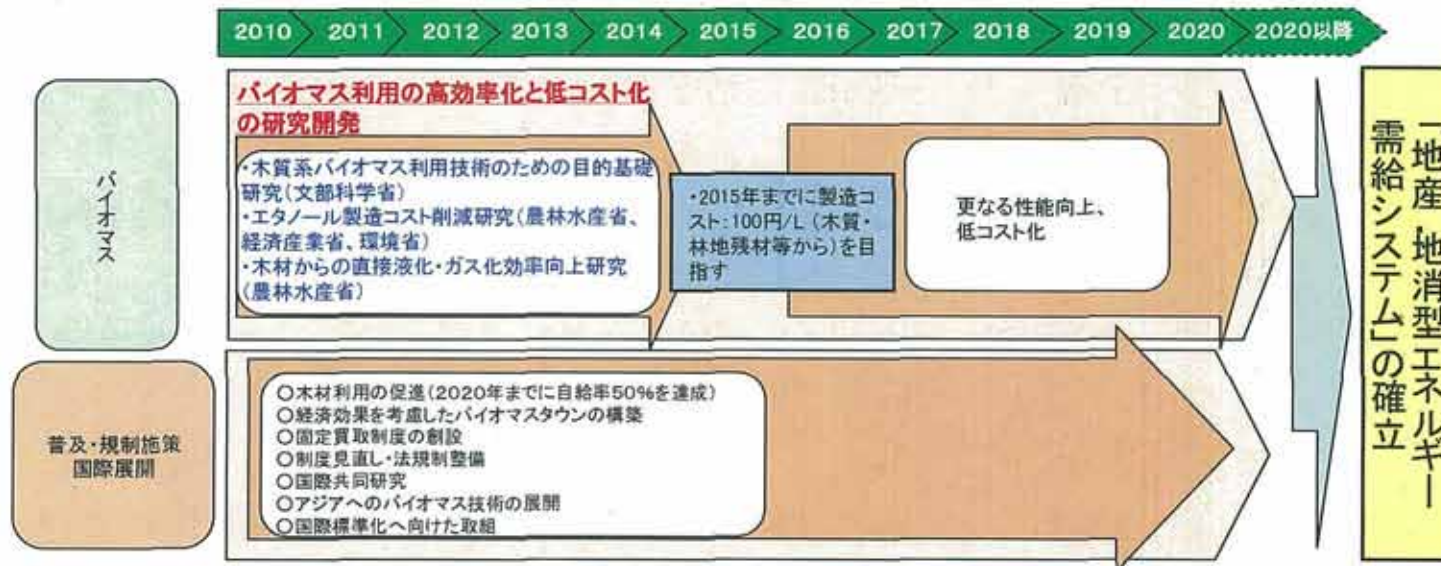 2010 2011 2012 2013 2014 2015 2016 2017 2018 2019 2020 2020以降
バイオマス
バイオマス利用の高効率化と低コスト化
の研究開発
・木質系バイオマス利用技術のための目的基礎
研究(文部科学省)
・エタノール製造コスト削減研究(農林水産省、
経済産業省、環境省)
・木材からの直接液化・ガス化効率向上研究
(農林水産省)
・2015年までに製造コ
スト:100円/L(木質・
林地残材等から)を目
指す
更なる性能向上、
低コスト化
普及・規制施策
国際展開
○木材利用の促進(2020年までに自給率50%を達成)
○経済効果を考慮したバイオマスタウンの構築
○固定買取制度の創設
○制度見直し・法規制整備
○国際共同研究
○アジアへのバイオマス技術の展開
○国際標準化へ向けた取組
「地産・地消型エネルギー
需給システム」の確立